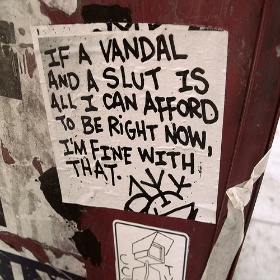 IF A VANDAL
AND A SLUT IS
ALL I CAN AFFORD
TO BE RIGHT NOW,
I'M FINE WITH
THAT.